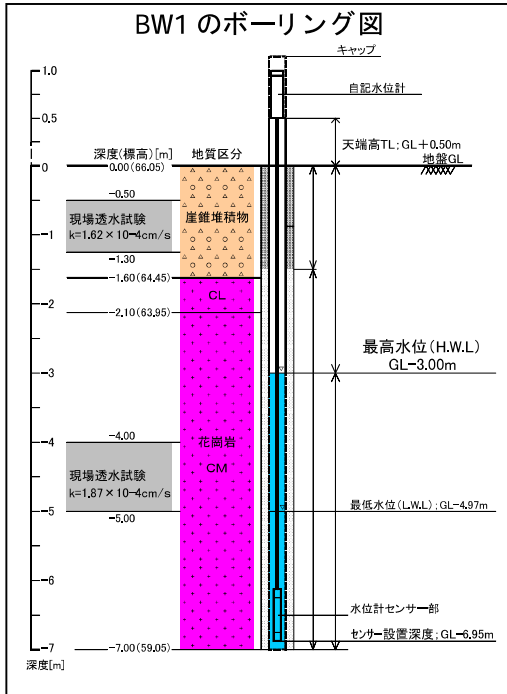 BW1 のボーリング図
キャップ
1.0
自記水位計
0.5
天端高TL；GL＋0.50m
深度(標高)[m]
地質区分
地盤GL
0
0.00(66.05)
-0.50
現場透水試験
k=1.62×10-4cm/s
崖錐堆積物
-1
-1.30
-1.60(64.45)
CL
-2
-2.10(63.95)
最高水位(H.W.L)
GL-3.00m
-3
-4
-4.00
花崗岩
CM
現場透水試験
k=1.87×10-4cm/s
-5
-5.00
最低水位(L.W.L)；GL-4.97m
-6
水位計センサー部
センサー設置深度；GL-6.95m
-7
-7.00(59.05)
深度[m]